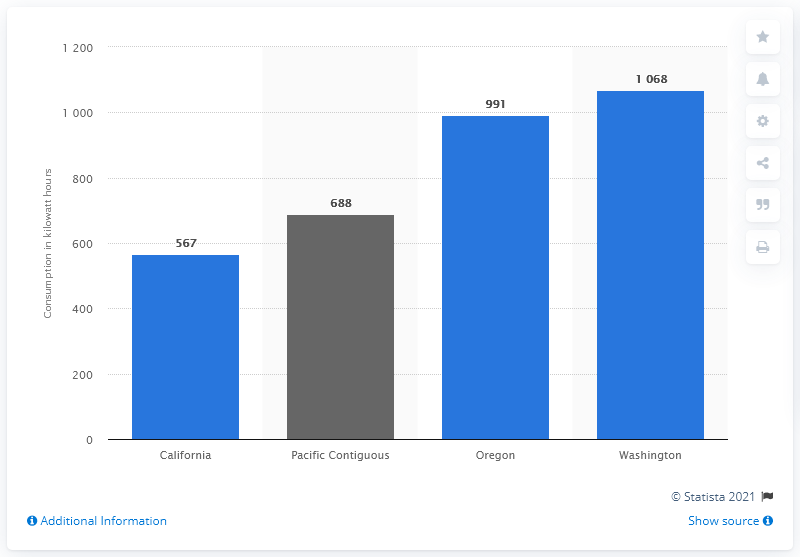 1 200
1 000
800
600
400
200
0
Consumption in kilowatt hours
567
688
991
1 068
California
Pacific Contiguous
Oregon
Washington
© Statista 2021
Additional Information
Show source